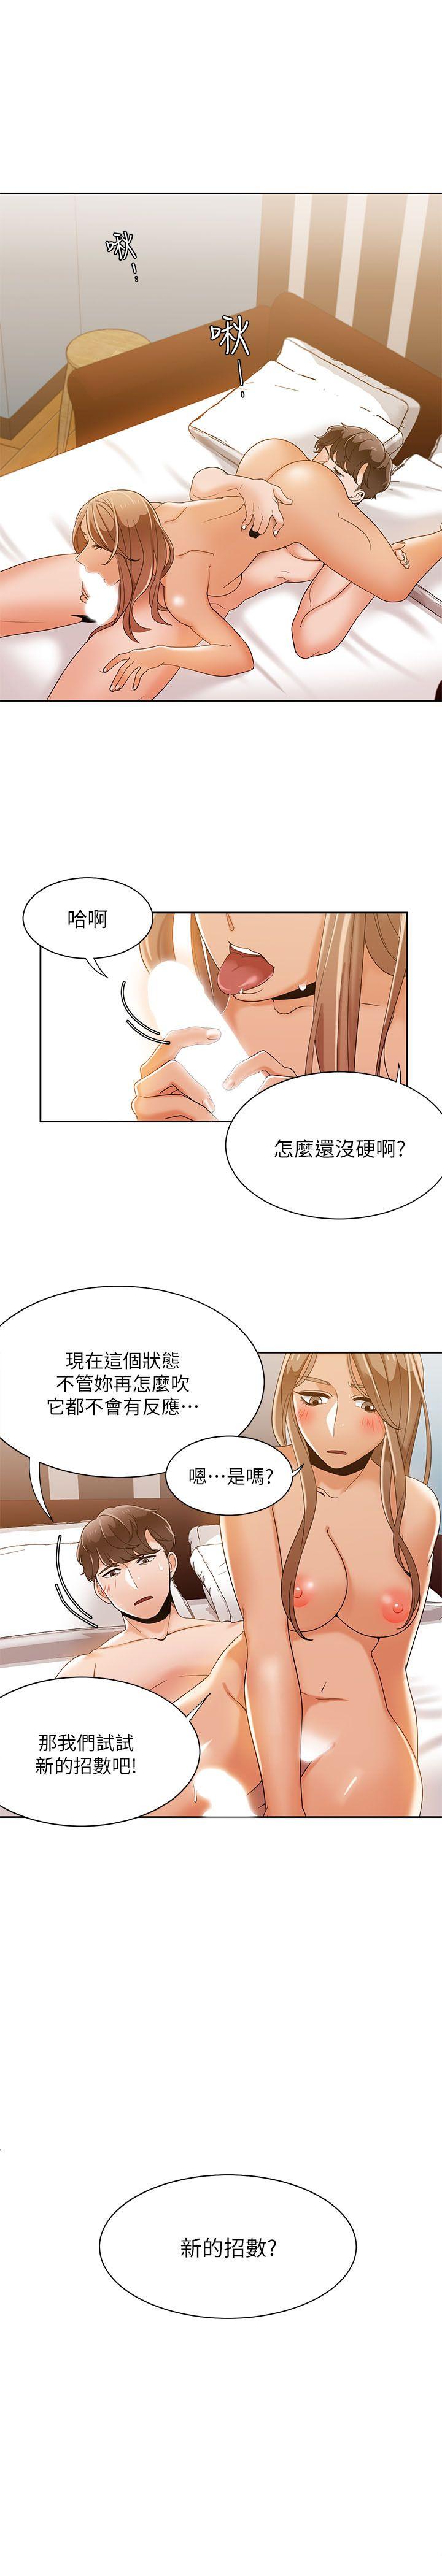 啾!
啾!
哈啊
怎麼還沒硬啊?
現在這個狀態
不管妳再怎麼吹
它都不會有反應…
嗯…是嗎?
那我們試試
新的招數吧!
新的招數?